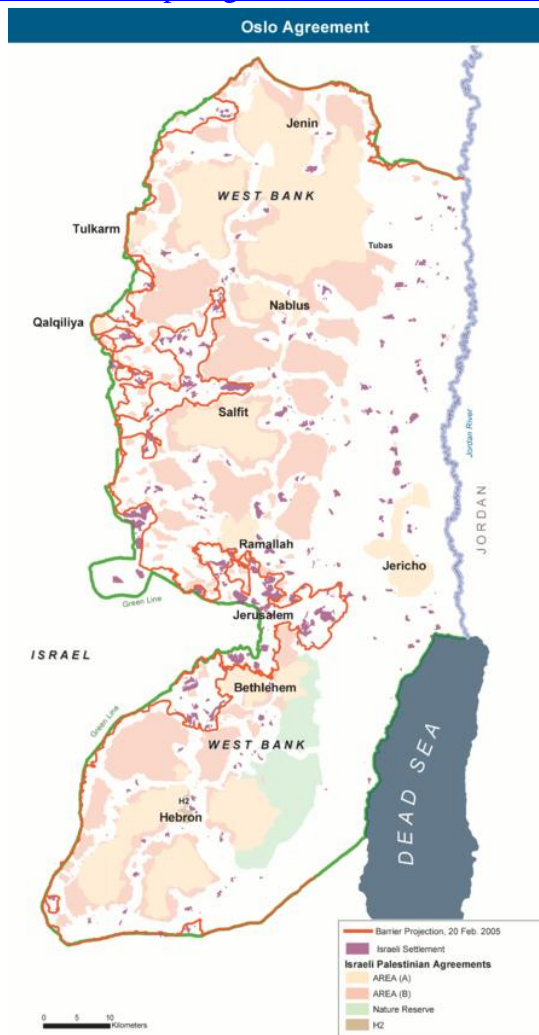 Oslo Agreement
Jenin
WEST BANK
Tulkarm
Tubas
Nablus
Qalqiliya
Salfit
Jordan River
JORDAN
Ramallah
Jericho
Green Line
Jerusalem
ISRAEL
Bethlehem
Green Line
WEST BANK
DEAD SEA
H2
Hebron
Barrier Projection, 20 Feb. 2005
Israeli Settlement
Israeli Palestinian Agreements
AREA (A)
AREA (B)
Nature Reserve
H2
0 5 10
Kilometers